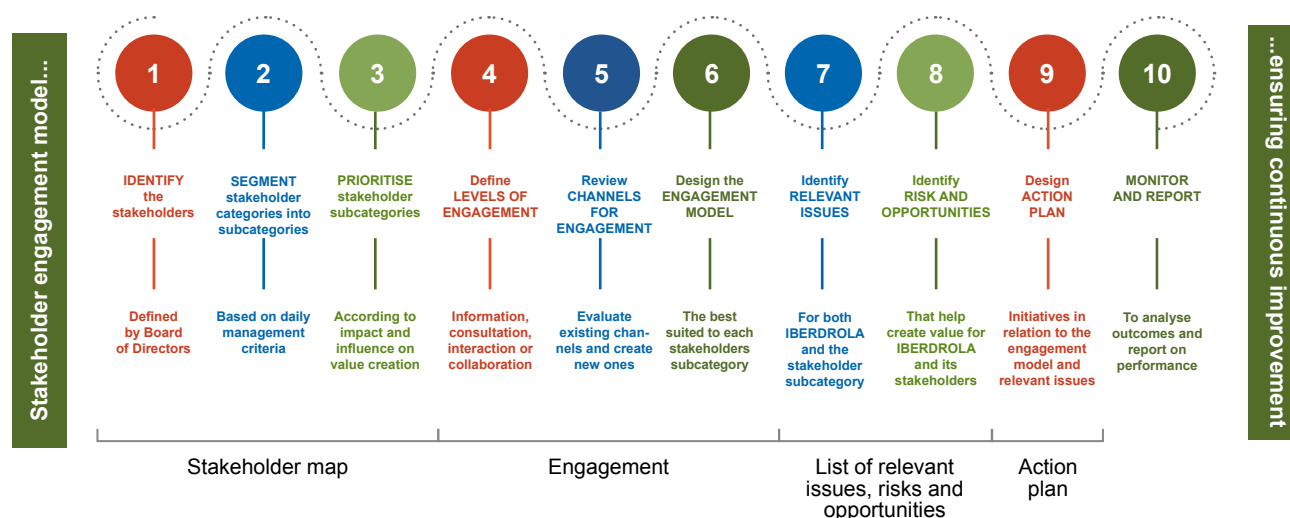 Stakeholder engagement model...
1
2
3
4
5
6
7
8
9
10
IDENTIFY
the
stakeholders
SEGMENT
stakeholder
categories into
subcategories
PRIORITISE
stakeholder
subcategories
Define
LEVELS OF
ENGAGEMENT
Review
CHANNELS
FOR
ENGAGEMENT
Design the
ENGAGEMENT
MODEL
Identify
RELEVANT
ISSUES
Identify
RISK AND
OPPORTUNITIES
Design
ACTION
PLAN
MONITOR
AND REPORT
Defined
by Board
of Directors
Based on daily
management
criteria
According to
impact and
influence on
value creation
Information,
consultation,
interaction or
collaboration
Evaluate
existing chan-
nels and create
new ones
The best
suited to each
stakeholders
subcategory
For both
IBERDROLA
and the
stakeholder
subcategory
That help
create value for
IBERDROLA
and its
stakeholders
Initiatives in
relation to the
engagement
model and
relevant issues
To analyse
outcomes and
report on
performance
Stakeholder map
Engagement
List of relevant
issues, risks and
opportunities
Action
plan
...ensuring continuous improvement